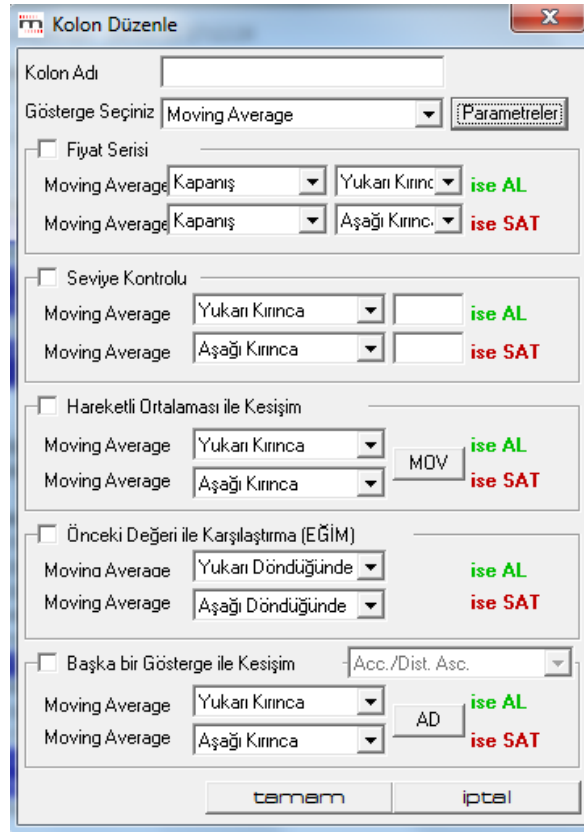 Kolon Düzenle
Kolon Adı
Gösterge Seçiniz Moving Average Parametreler
Fiyat Serisi
Moving Average Kapanış Yukarı Kırınc ise AL
Moving Average Kapanış Aşağı Kırınc. ise SAT
Seviye Kontrolu
Moving Average Yukarı Kırınca ise AL
Moving Average Aşağı Kırınca ise SAT
Hareketli Ortalaması ile Kesişim
Moving Average Yukarı Kırınca ise AL
MOV
Moving Average Aşağı Kırınca ise SAT
Önceki Değeri ile Karşılaştırma (EĞİM)
Moving Average Yukarı Döndüğünde ise AL
Moving Average Aşağı Döndüğünde ise SAT
Başka bir Gösterge ile Kesişim Acc./Dist. Asc.
Moving Average Yukarı Kırınca ise AL
AD
Moving Average Aşağı Kırınca ise SAT
tamam iptal